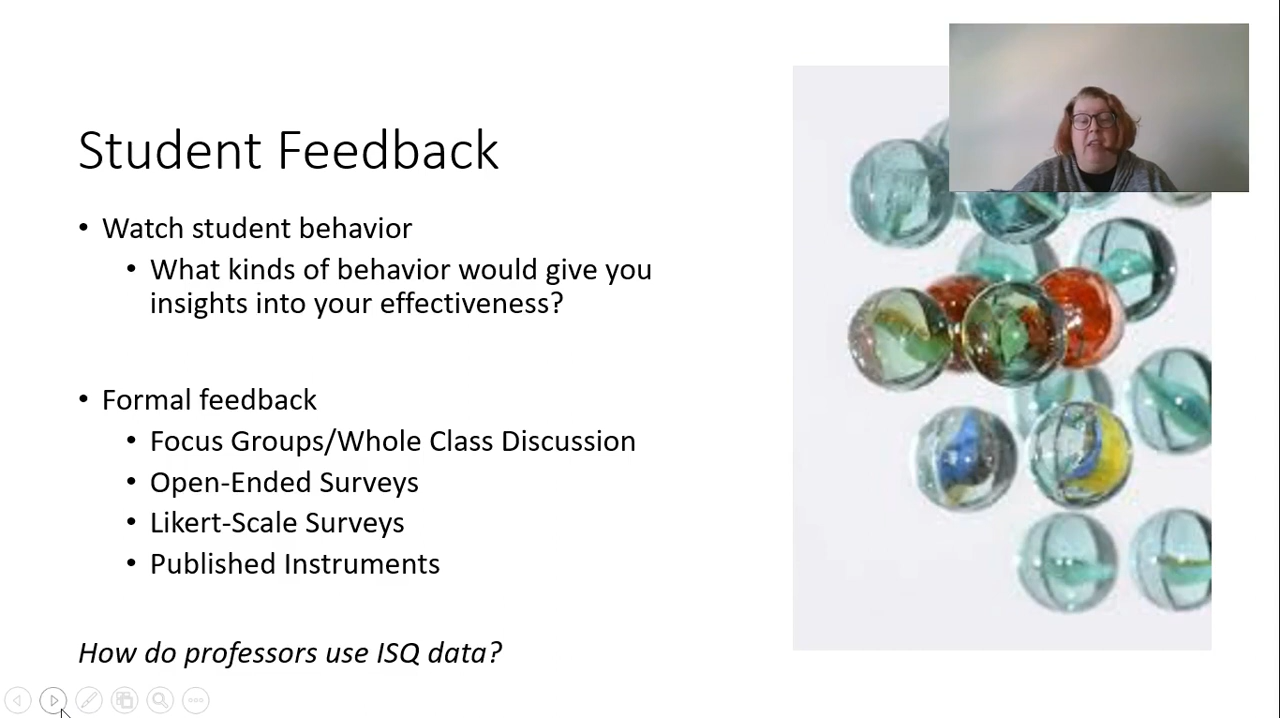 Student Feedback
• Watch student behavior
• What kinds of behavior would give you
insights into your effectiveness?
• Formal feedback
• Focus Groups/Whole Class Discussion
• Open-Ended Surveys
• Likert-Scale Surveys
• Published Instruments
How do professors use ISQ data?